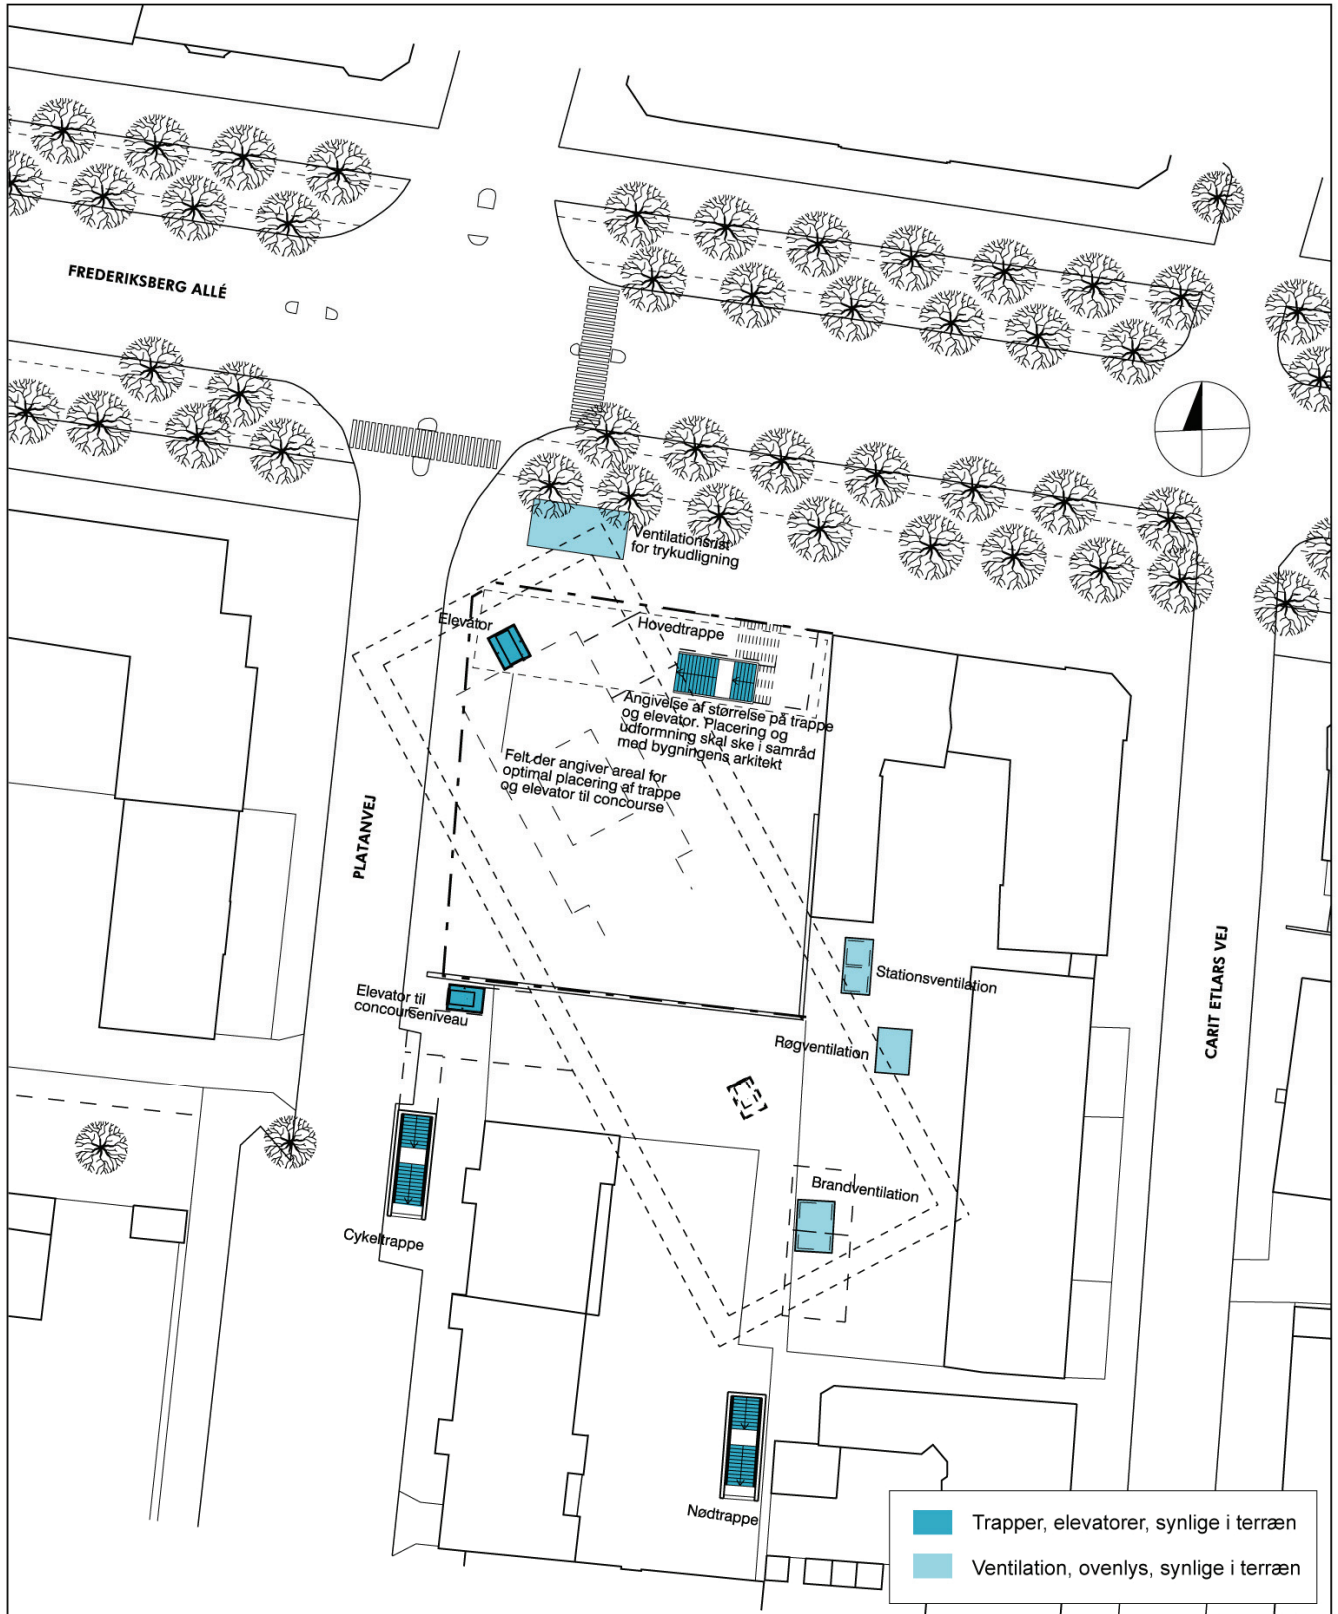 FREDERIKSBERG ALLÉ
Ventilationsrist
for trykudligning
Elevator
Hovedtrappe
Angivelse af størrelse på trappe
og elevator. Placering og
udformning skal ske i samråd
med bygningens arkitekt
Felt der angiver areal for
optimal placering af trappe
og elevator til concourse
PLATANVEJ
CARIT ETLARS VEJ
Stationsventilation
Elevator til
concourseniveau
Røgventilation
Brandventilation
Cykeltrappe
Nødtrappe
Trapper, elevatorer, synlige i terræn
Ventilation, ovenlys, synlige i terræn